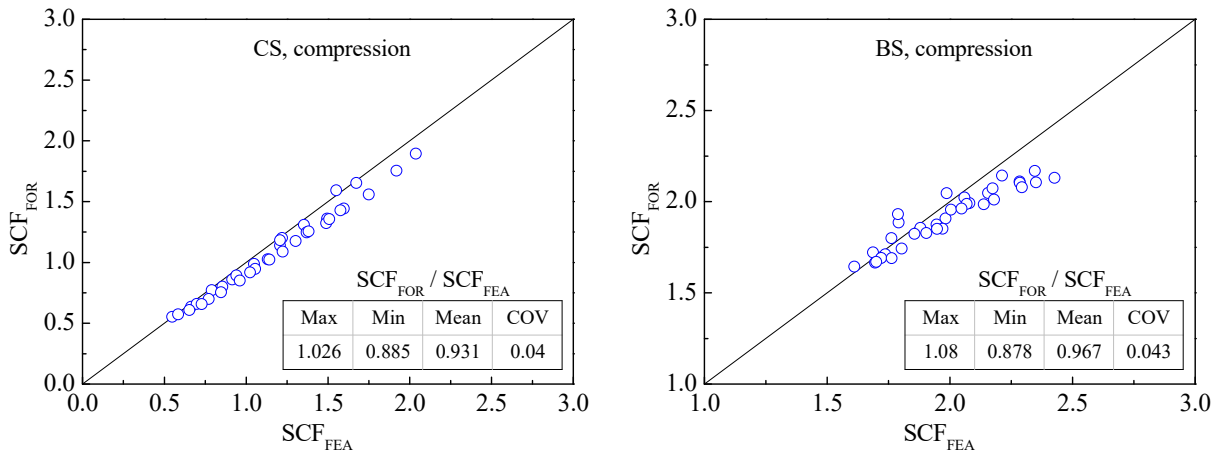 CS, compression
SCF_FOR
3.0
2.5
2.0
1.5
1.0
0.5
0.0
SCF_FOR / SCF_FEA
Max Min Mean COV
1.026 0.885 0.931 0.04
0.0 0.5 1.0 1.5 2.0 2.5 3.0
SCF_FEA
BS, compression
SCF_FOR
3.0
2.5
2.0
1.5
1.0
SCF_FOR / SCF_FEA
Max Min Mean COV
1.08 0.878 0.967 0.043
1.0 1.5 2.0 2.5 3.0
SCF_FEA